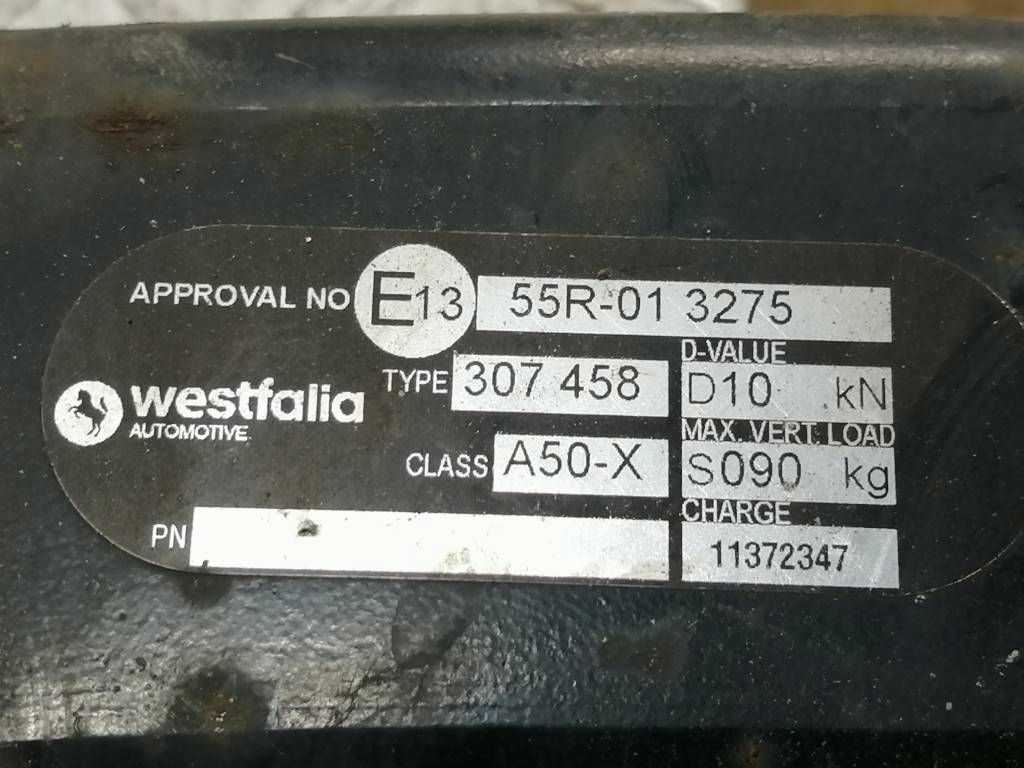 APPROVAL NO E13 55R-01 3275
TYPE 307 458
D-VALUE
D10 kN
westfalia
AUTOMOTIVE
CLASS A50-X
MAX. VERT. LOAD
S090 kg
PN
CHARGE
11372347